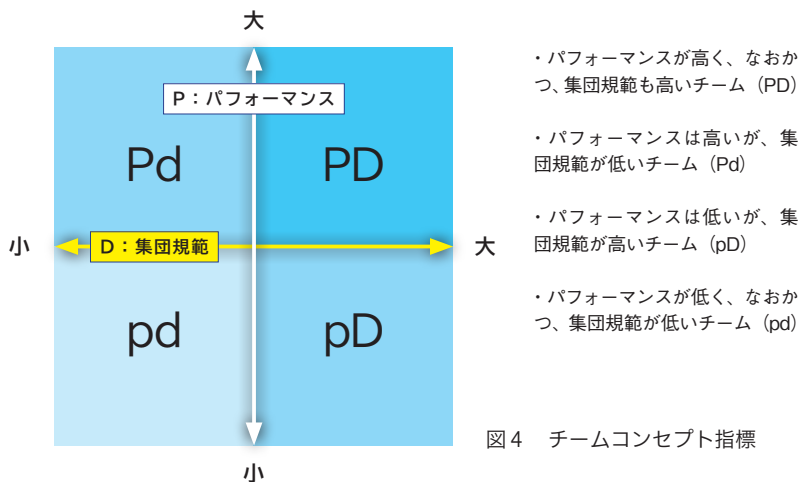 大
P：パフォーマンス
Pd
PD
小
D：集団規範
大
pd
pD
小
・パフォーマンスが高く、なおか
つ、集団規範も高いチーム（PD）
・パフォーマンスは高いが、集
団規範が低いチーム（Pd）
・パフォーマンスは低いが、集
団規範が高いチーム（pD）
・パフォーマンスが低く、なおか
つ、集団規範が低いチーム（pd）
図4　チームコンセプト指標